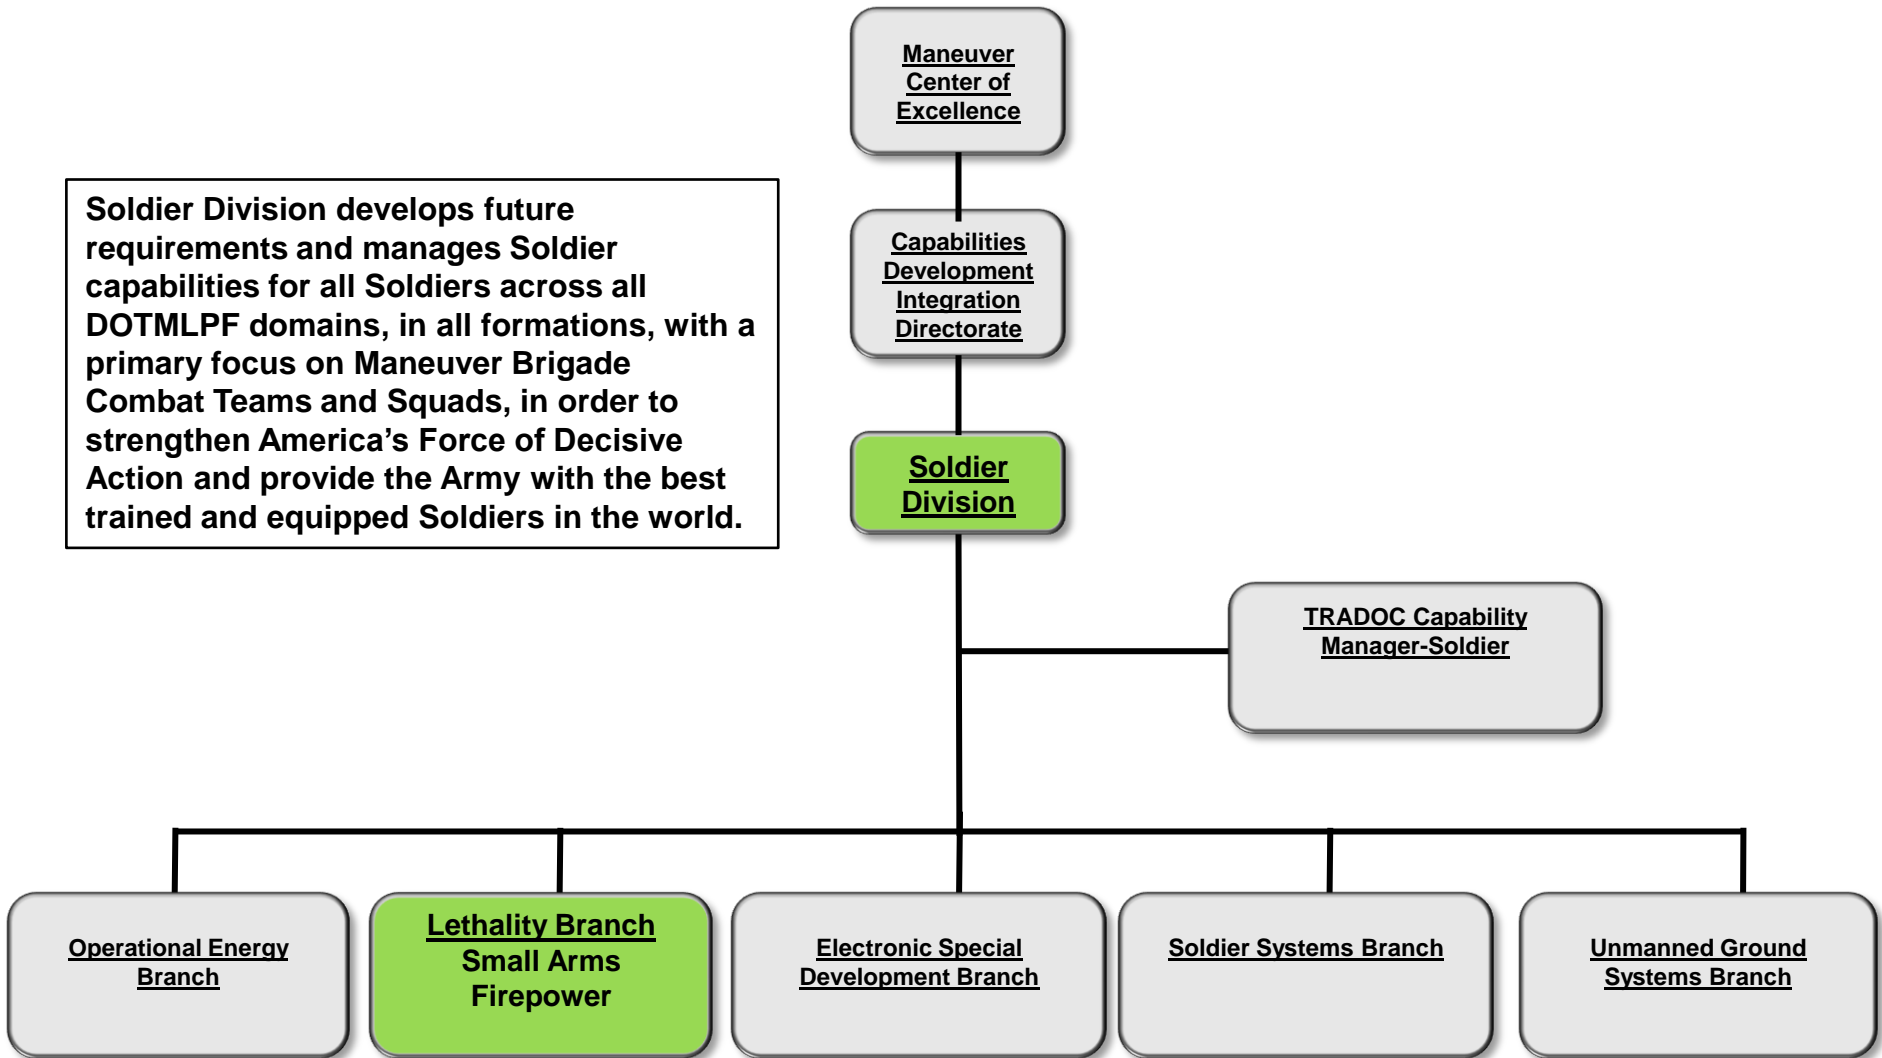 Maneuver
Center of
Excellence
Soldier Division develops future
requirements and manages Soldier
capabilities for all Soldiers across all
DOTMLPF domains, in all formations, with a
primary focus on Maneuver Brigade
Combat Teams and Squads, in order to
strengthen America’s Force of Decisive
Action and provide the Army with the best
trained and equipped Soldiers in the world.
Capabilities
Development
Integration
Directorate
Soldier
Division
TRADOC Capability
Manager-Soldier
Operational Energy
Branch
Lethality Branch
Small Arms
Firepower
Electronic Special
Development Branch
Soldier Systems Branch
Unmanned Ground
Systems Branch